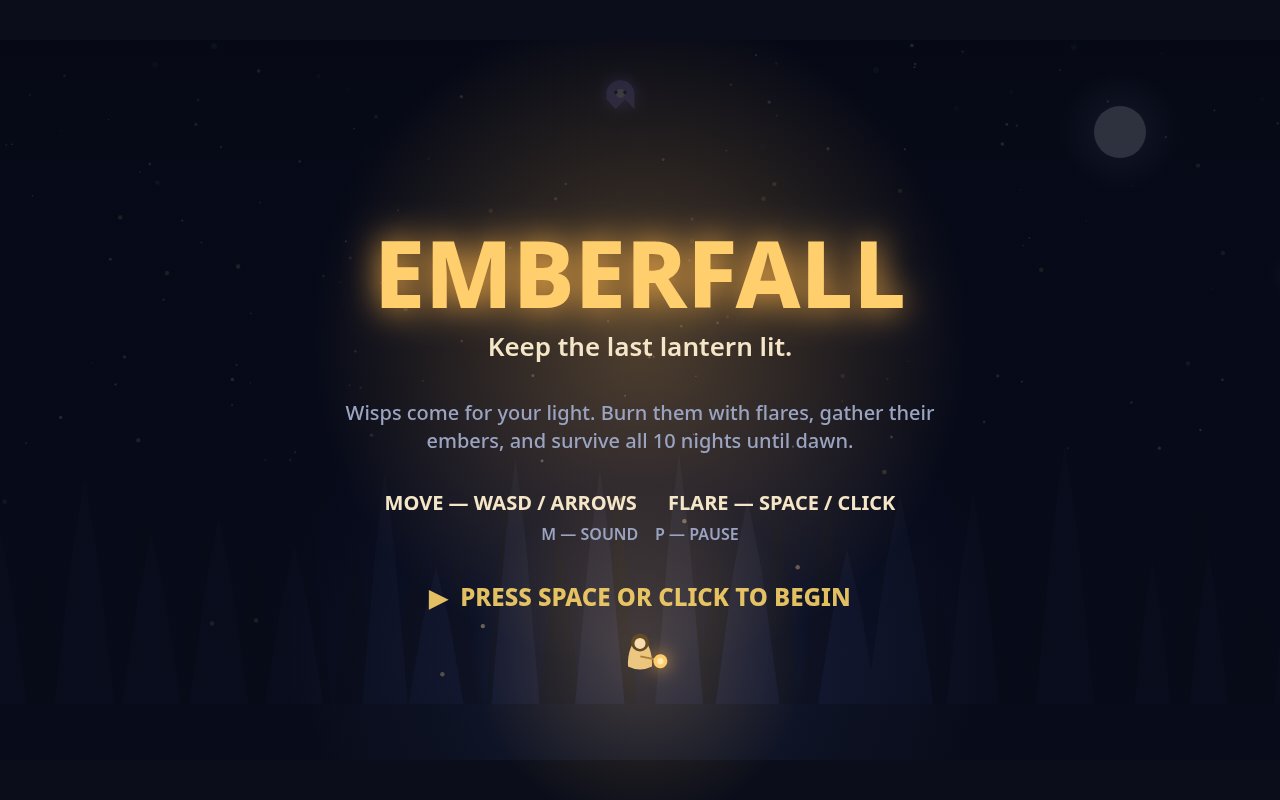 EMBERFALL
Keep the last lantern lit.
Wisps come for your light. Burn them with flares, gather their
embers, and survive all 10 nights until dawn.
MOVE — WASD / ARROWS FLARE — SPACE / CLICK
M — SOUND P — PAUSE
▶ PRESS SPACE OR CLICK TO BEGIN